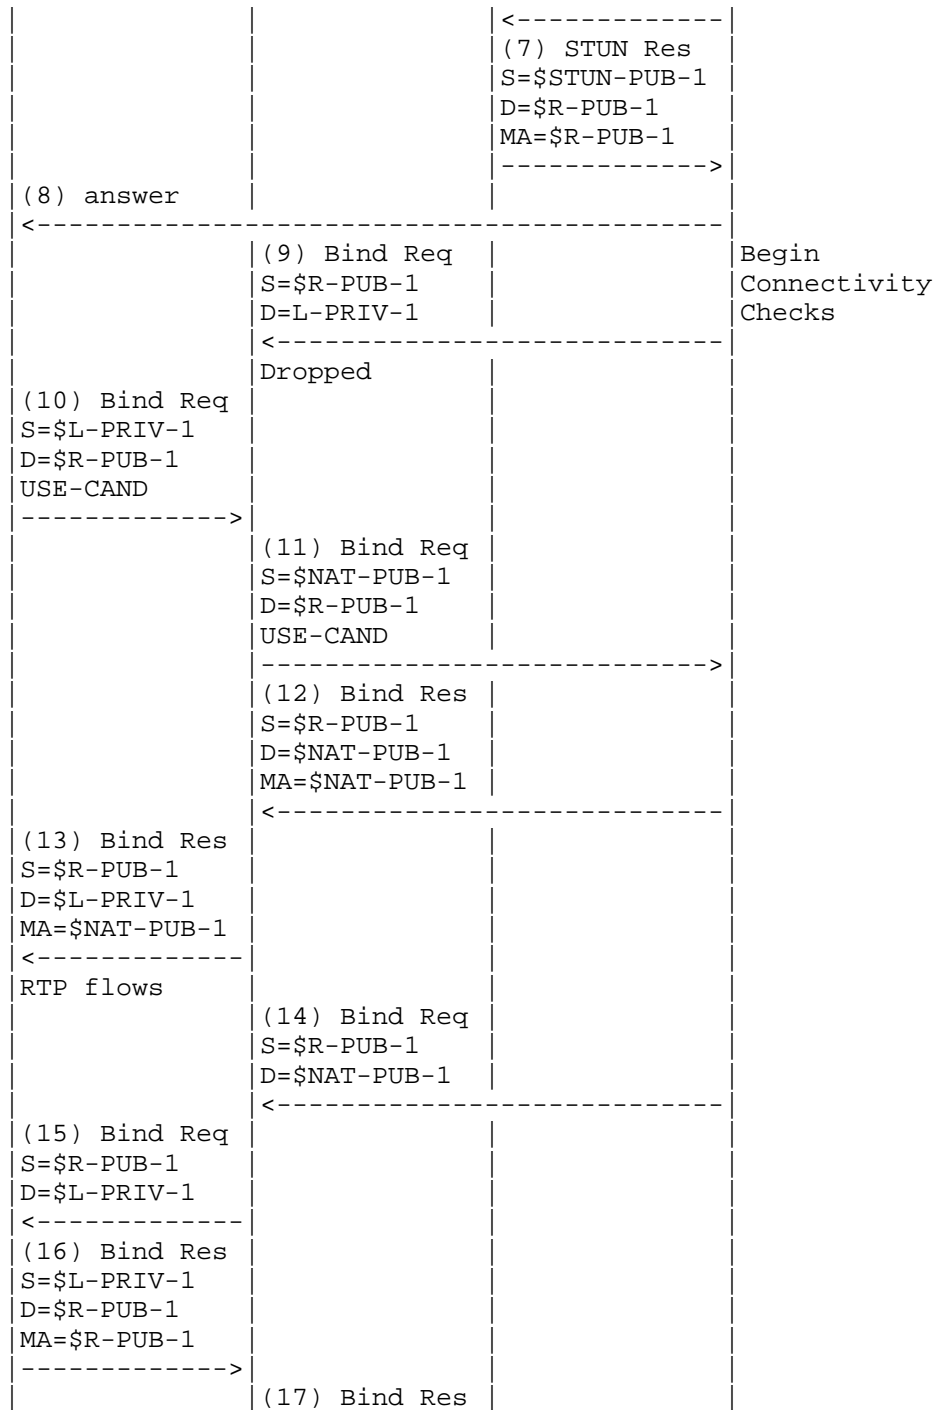 |             |             |             |<-------------|
(7) STUN Res
S=$STUN-PUB-1
D=$R-PUB-1
MA=$R-PUB-1
------------->
(8) answer
<-------------------------------------------
(9) Bind Req Begin
S=$R-PUB-1 Connectivity
D=L-PRIV-1 Checks
<----------------------------
Dropped
(10) Bind Req
S=$L-PRIV-1
D=$R-PUB-1
USE-CAND
------------->
(11) Bind Req
S=$NAT-PUB-1
D=$R-PUB-1
USE-CAND
---------------------------->
(12) Bind Res
S=$R-PUB-1
D=$NAT-PUB-1
MA=$NAT-PUB-1
<----------------------------
(13) Bind Res
S=$R-PUB-1
D=$L-PRIV-1
MA=$NAT-PUB-1
<-------------
RTP flows
(14) Bind Req
S=$R-PUB-1
D=$NAT-PUB-1
<----------------------------
(15) Bind Req
S=$R-PUB-1
D=$L-PRIV-1
<-------------
(16) Bind Res
S=$L-PRIV-1
D=$R-PUB-1
MA=$R-PUB-1
------------->
(17) Bind Res